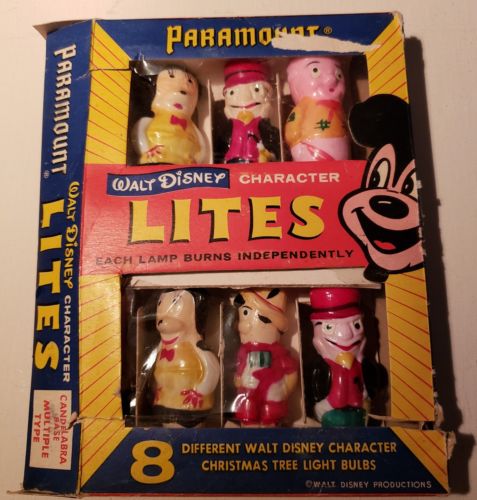 PARAMOUNT®
WALT DISNEY CHARACTER
LITES
EACH LAMP BURNS INDEPENDENTLY
8 DIFFERENT WALT DISNEY CHARACTER
CHRISTMAS TREE LIGHT BULBS
©WALT DISNEY PRODUCTIONS
PARAMOUNT®
WALT DISNEY CHARACTER
LITES
CANDELABRA
BASE
MULTIPLE
TYPE